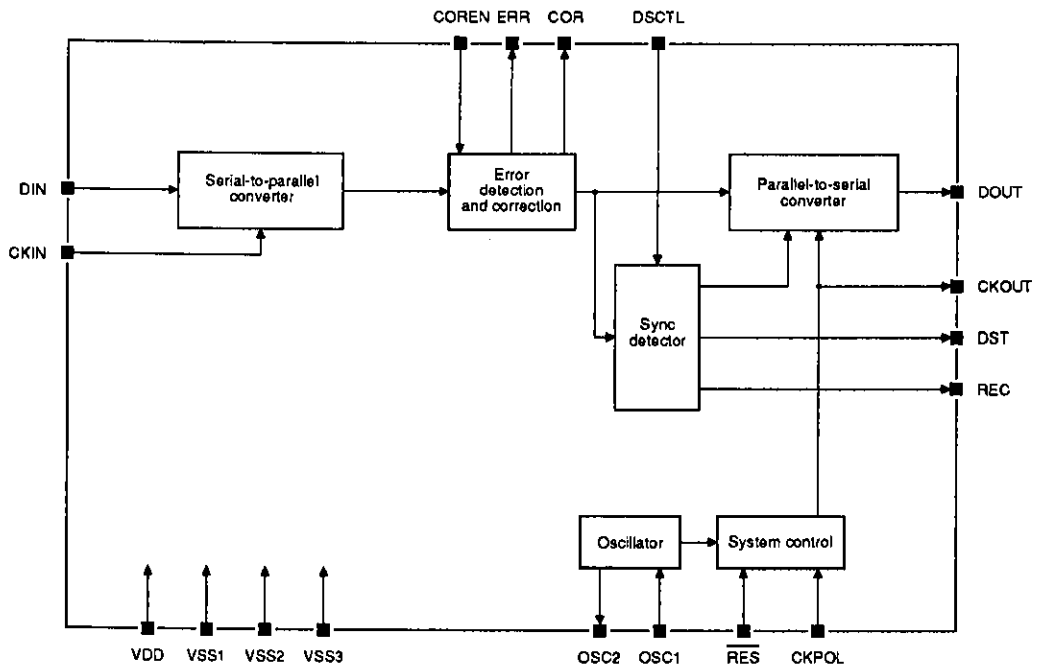 COREN ERR COR DSCTL
Serial-to-parallel
converter
Error
detection
and correction
Parallel-to-serial
converter
DIN
DOUT
CKIN
CKOUT
Sync
detector
DST
REC
Oscillator
System control
VDD VSS1 VSS2 VSS3 OSC2 OSC1 RES CKPOL